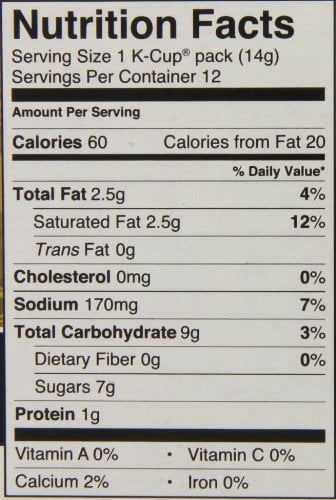 Nutrition Facts
Serving Size 1 K-Cup® pack (14g)
Servings Per Container 12
Amount Per Serving
Calories 60 Calories from Fat 20
% Daily Value*
Total Fat 2.5g 4%
Saturated Fat 2.5g 12%
Trans Fat 0g
Cholesterol 0mg 0%
Sodium 170mg 7%
Total Carbohydrate 9g 3%
Dietary Fiber 0g 0%
Sugars 7g
Protein 1g
Vitamin A 0% • Vitamin C 0%
Calcium 2% • Iron 0%